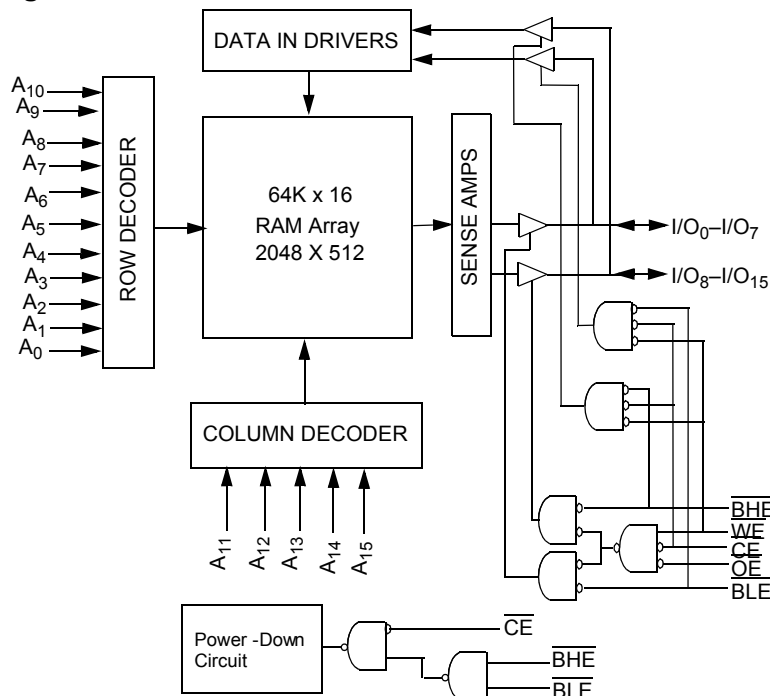 DATA IN DRIVERS
A10
A9
A8
A7
A6
A5
A4
A3
A2
A1
A0
ROW DECODER
64K x 16
RAM Array
2048 X 512
SENSE AMPS
I/O0–I/O7
I/O8–I/O15
COLUMN DECODER
A11
A12
A13
A14
A15
BHE
WE
CE
OE
BLE
Power -Down
Circuit
CE
BHE
BLE